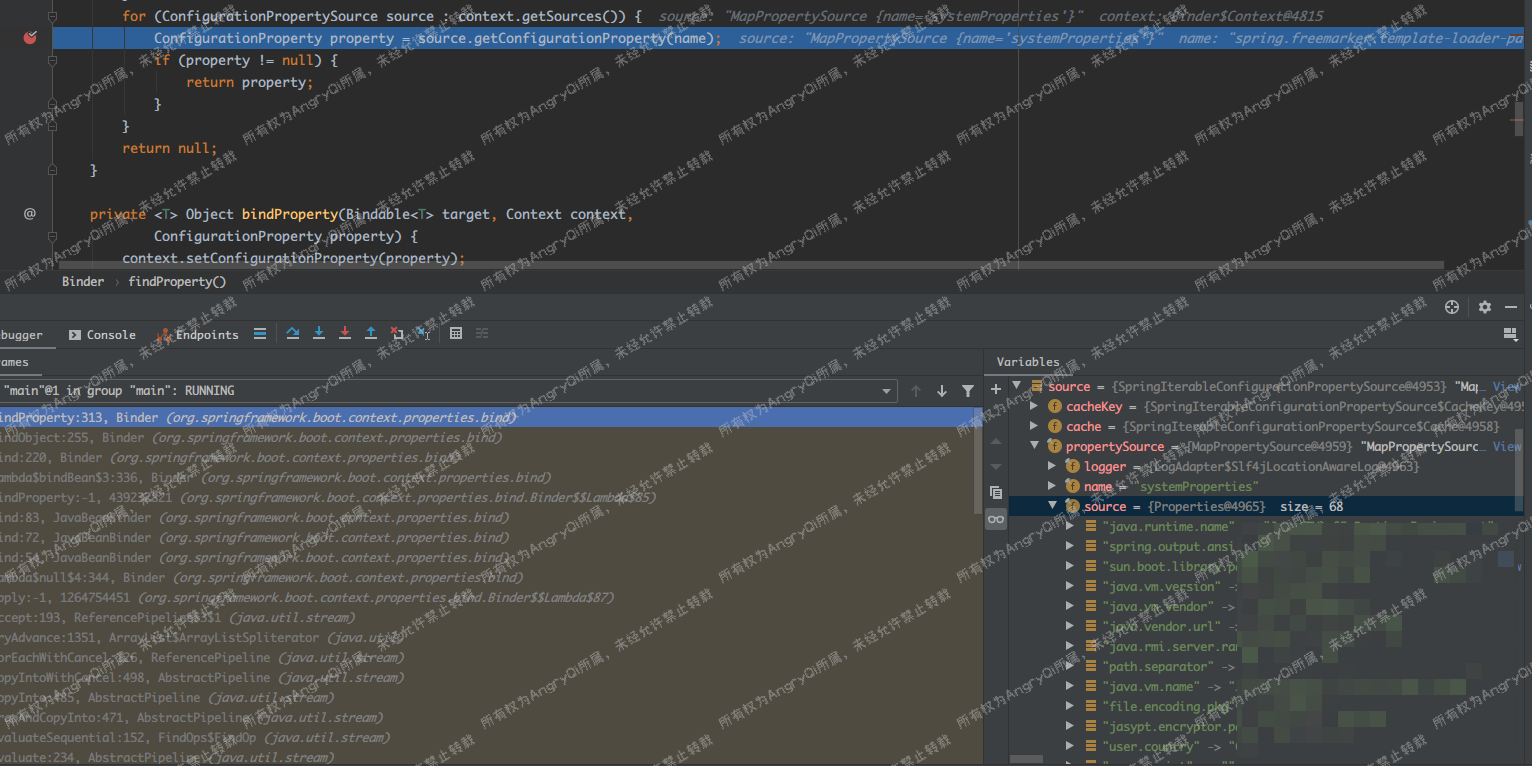 for (ConfigurationPropertySource source : context.getSources()) {  source: "MapPropertySource {name='systemProperties'}"  context: Binder$Context@4815
ConfigurationProperty property = source.getConfigurationProperty(name);  source: "MapPropertySource {name='systemProperties'}"  name: "spring.freemarker.template-loader-pa
if (property != null) {
return property;
}
}
return null;
}
@
private <T> Object bindProperty(Bindable<T> target, Context context,
ConfigurationProperty property) {
context.setConfigurationProperty(property);
Binder › findProperty()
bugger Console Endpoints
ames
"main"@1 in group "main": RUNNING
indProperty:313, Binder (org.springframework.boot.context.properties.bind)
indObject:255, Binder (org.springframework.boot.context.properties.bind)
ind:220, Binder (org.springframework.boot.context.properties.bind)
ambda$bindBean$3:336, Binder (org.springframework.boot.context.properties.bind)
indProperty:-1, (org.springframework.boot.context.properties.bind.Binder$$Lambda$85)
ind:83, JavaBeanBinder (org.springframework.boot.context.properties.bind)
ind:72, JavaBeanBinder (org.springframework.boot.context.properties.bind)
ind:54, JavaBeanBinder (org.springframework.boot.context.properties.bind)
ambda$null$4:344, Binder (org.springframework.boot.context.properties.bind)
pply:-1, 1264754451 (org.springframework.boot.context.properties.bind.Binder$$Lambda$87)
ccept:193, ReferencePipeline$3$1 (java.util.stream)
ryAdvance:1351, ArrayList$ArrayListSpliterator (java.util)
orEachWithCancel:126, ReferencePipeline (java.util.stream)
opyIntoWithCancel:498, AbstractPipeline (java.util.stream)
opyInto:485, AbstractPipeline (java.util.stream)
rapAndCopyInto:471, AbstractPipeline (java.util.stream)
valuateSequential:152, FindOps$FindOp (java.util.stream)
valuate:234, AbstractPipeline (java.util.stream)
Variables
source = {SpringIterableConfigurationPropertySource@4953} "Map… View
cacheKey = {SpringIterableConfigurationPropertySource$CacheKey@495
cache = {SpringIterableConfigurationPropertySource$Cache@4958}
propertySource = {MapPropertySource@4959} "MapPropertySourc… View
logger = {LogAdapter$Slf4jLocationAwareLog@4963}
name = "systemProperties"
source = {Properties@4965} size = 68
"java.runtime.name"
"spring.output.ansi
"sun.boot.library.pa
"java.vm.version" ->
"java.vm.vendor" ->
"java.vendor.url" ->
"java.rmi.server.ran
"path.separator" ->
"java.vm.name" ->
"file.encoding.pkg
"jasypt.encryptor.pa
"user.country" ->
所有权为AngryQi所属，未经允许禁止转载